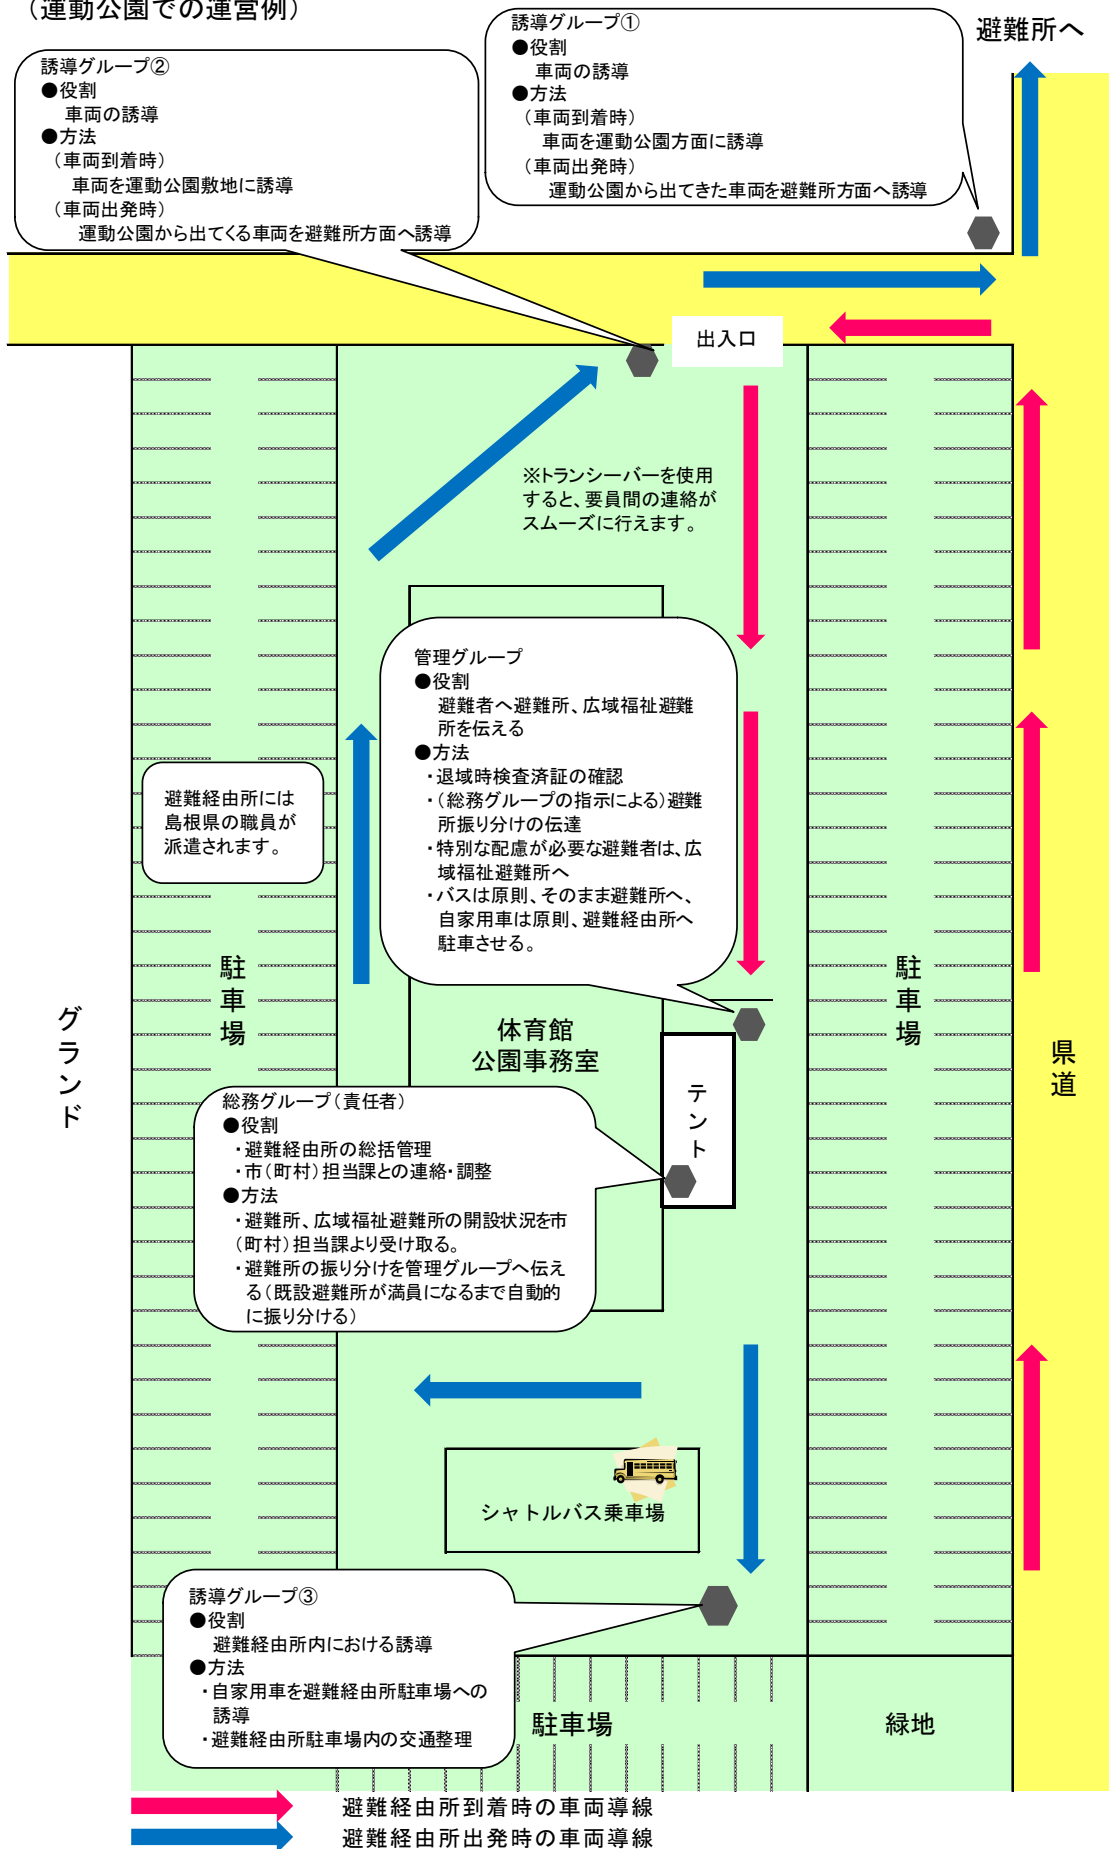 （運動公園での運営例）
誘導グループ①
●役割
車両の誘導
●方法
（車両到着時）
車両を運動公園方面に誘導
（車両出発時）
運動公園から出てきた車両を避難所方面へ誘導
避難所へ
誘導グループ②
●役割
車両の誘導
●方法
（車両到着時）
車両を運動公園敷地に誘導
（車両出発時）
運動公園から出てくる車両を避難所方面へ誘導
出入口
※トランシーバーを使用
すると、要員間の連絡が
スムーズに行えます。
管理グループ
●役割
避難者へ避難所、広域福祉避難
所を伝える
●方法
・退域時検査済証の確認
・（総務グループの指示による）避難
所振り分けの伝達
・特別な配慮が必要な避難者は、広
域福祉避難所へ
・バスは原則、そのまま避難所へ、
自家用車は原則、避難経由所へ
駐車させる。
避難経由所には
島根県の職員が
派遣されます。
駐車場
駐車場
グランド
体育館
公園事務室
テント
県道
総務グループ（責任者）
●役割
・避難経由所の総括管理
・市（町村）担当課との連絡・調整
●方法
・避難所、広域福祉避難所の開設状況を市
（町村）担当課より受け取る。
・避難所の振り分けを管理グループへ伝え
る（既設避難所が満員になるまで自動的
に振り分ける）
シャトルバス乗車場
誘導グループ③
●役割
避難経由所内における誘導
●方法
・自家用車を避難経由所駐車場への
誘導
・避難経由所駐車場内の交通整理
駐車場
緑地
避難経由所到着時の車両導線
避難経由所出発時の車両導線